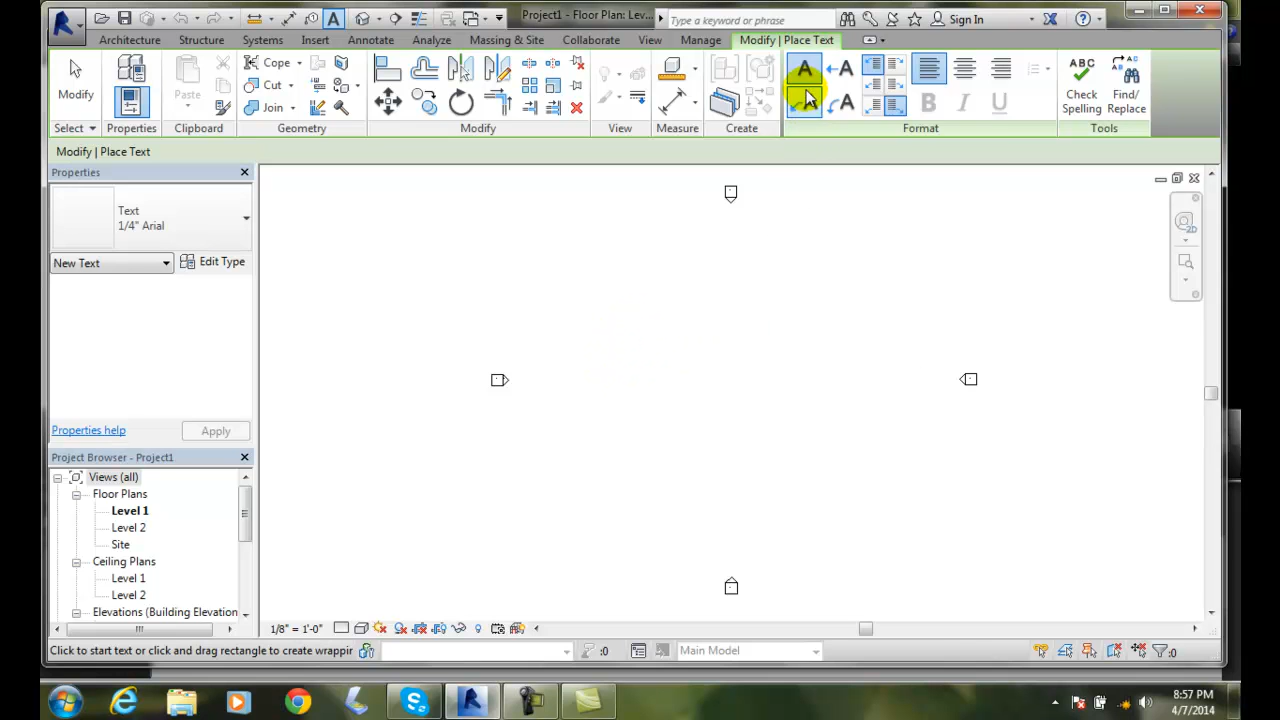 Project1 - Floor Plan: Lev...
Type a keyword or phrase
Sign In
Architecture
Structure
Systems
Insert
Annotate
Analyze
Massing & Site
Collaborate
View
Manage
Modify | Place Text
Modify
Paste
Cope
Cut
Join
Check
Spelling
Find/
Replace
Select
Properties
Clipboard
Geometry
Modify
View
Measure
Create
Format
Tools
Modify | Place Text
Properties
Text
1/4" Arial
New Text
Edit Type
Properties help
Apply
Project Browser - Project1
Views (all)
Floor Plans
Level 1
Level 2
Site
Ceiling Plans
Level 1
Level 2
Elevations (Building Elevation
2D
1/8" = 1'-0"
Click to start text or click and drag rectangle to create wrappir
:0
Main Model
:0
8:57 PM
4/7/2014